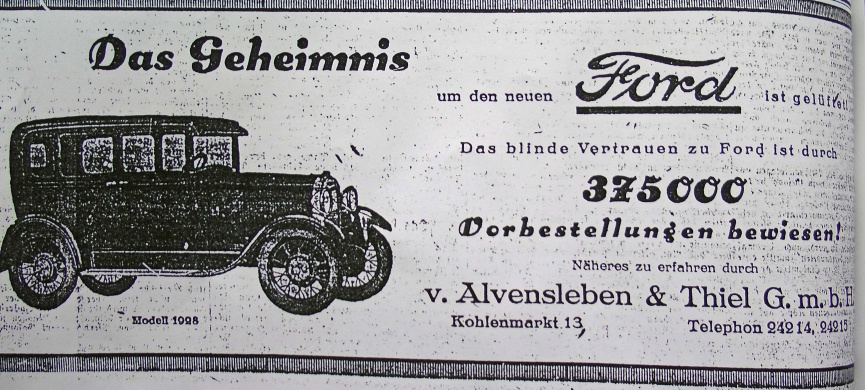 Das Geheimnis
um den neuen Ford ist gelüftet!
Das blinde Vertrauen zu Ford ist durch
375000
Vorbestellungen bewiesen!
Näheres zu erfahren durch
v. Alvensleben & Thiel G. m. b. H
Kohlenmarkt 13, Telephon 24214, 24215
Modell 1928